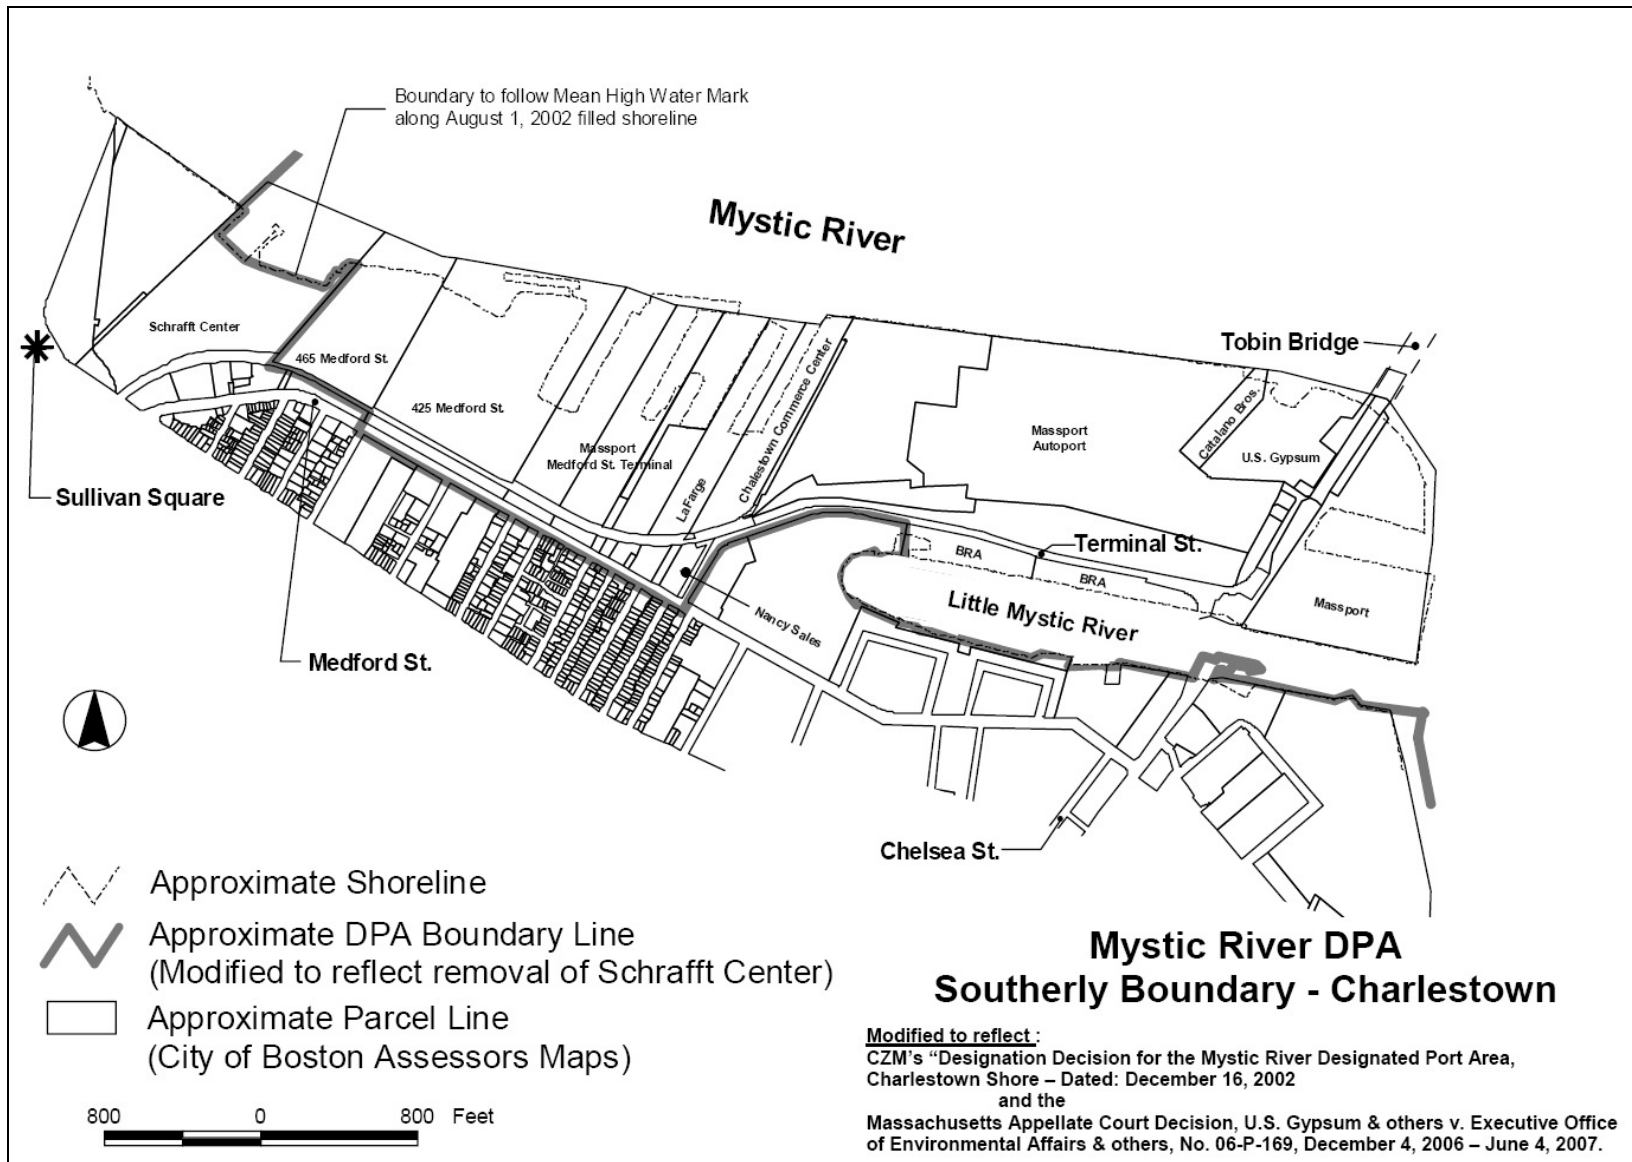 Boundary to follow Mean High Water Mark
along August 1, 2002 filled shoreline
Mystic River
Tobin Bridge
Schrafft Center
465 Medford St.
425 Medford St.
Massport
Medford St. Terminal
LaFarge
Chalestown Commerce Center
Massport
Autoport
Catalano Bros.
U.S. Gypsum
Sullivan Square
BRA
Terminal St.
BRA
Little Mystic River
Massport
Nancy Sales
Medford St.
Chelsea St.
Approximate Shoreline
Approximate DPA Boundary Line
(Modified to reflect removal of Schrafft Center)
Approximate Parcel Line
(City of Boston Assessors Maps)
800 0 800 Feet
Mystic River DPA
Southerly Boundary - Charlestown
Modified to reflect :
CZM's “Designation Decision for the Mystic River Designated Port Area,
Charlestown Shore – Dated: December 16, 2002
and the
Massachusetts Appellate Court Decision, U.S. Gypsum & others v. Executive Office
of Environmental Affairs & others, No. 06-P-169, December 4, 2006 – June 4, 2007.